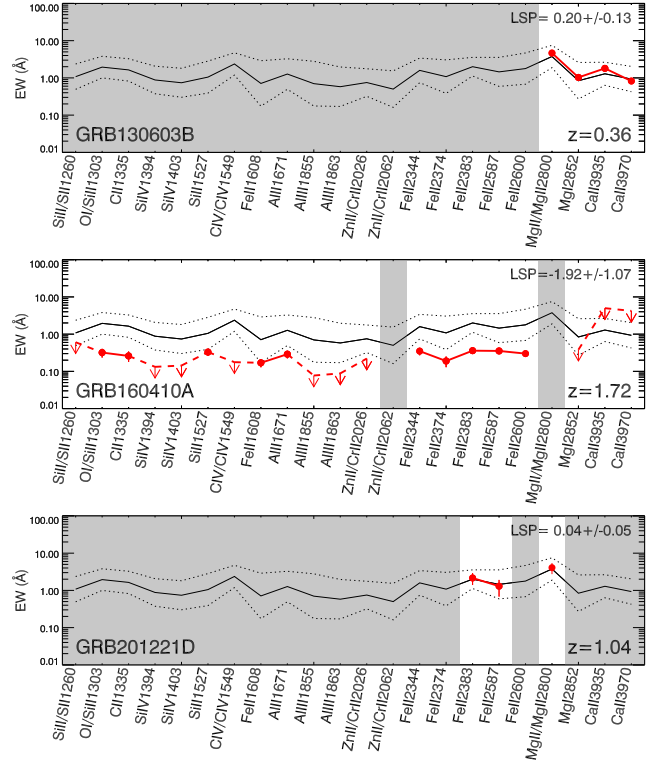 LSP= 0.20+/-0.13
100.00
10.00
1.00
0.10
0.01
EW (Å)
GRB130603B
z=0.36
SiII/SII1260
OI/SiII1303
CII1335
SiIV1394
SiIV1403
SiII1527
CIV/CIV1549
FeII1608
AlII1671
AlIII1855
AlIII1863
ZnII/CrII2026
ZnII/CrII2062
FeII2344
FeII2374
FeII2383
FeII2587
FeII2600
MgII/MgII2800
MgI2852
CaII3935
CaII3970
LSP=-1.92+/-1.07
100.00
10.00
1.00
0.10
0.01
EW (Å)
GRB160410A
z=1.72
SiII/SII1260
OI/SiII1303
CII1335
SiIV1394
SiIV1403
SiII1527
CIV/CIV1549
FeII1608
AlII1671
AlIII1855
AlIII1863
ZnII/CrII2026
ZnII/CrII2062
FeII2344
FeII2374
FeII2383
FeII2587
FeII2600
MgII/MgII2800
MgI2852
CaII3935
CaII3970
LSP= 0.04+/-0.05
100.00
10.00
1.00
0.10
0.01
EW (Å)
GRB201221D
z=1.04
SiII/SII1260
OI/SiII1303
CII1335
SiIV1394
SiIV1403
SiII1527
CIV/CIV1549
FeII1608
AlII1671
AlIII1855
AlIII1863
ZnII/CrII2026
ZnII/CrII2062
FeII2344
FeII2374
FeII2383
FeII2587
FeII2600
MgII/MgII2800
MgI2852
CaII3935
CaII3970